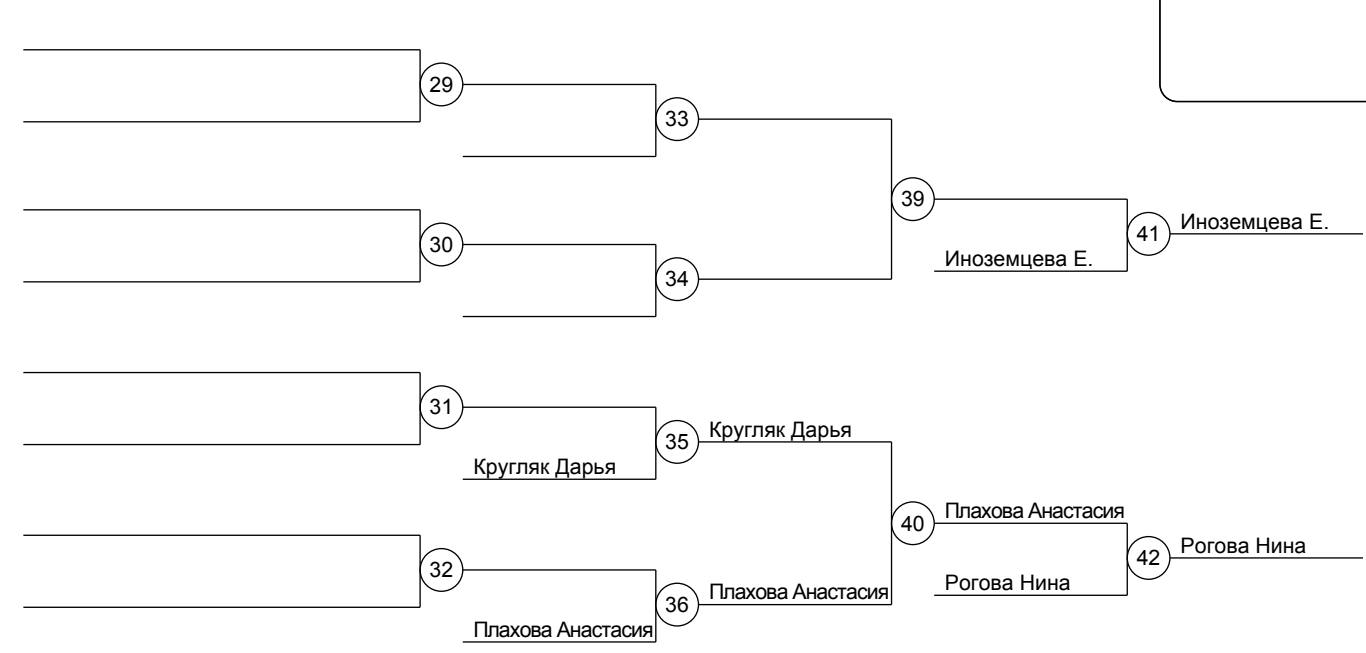 29
33
39
Иноземцева Е.
41
30
Иноземцева Е.
34
31
Кругляк Дарья
35
Кругляк Дарья
Плахова Анастасия
40
Рогова Нина
42
32
Плахова Анастасия
Рогова Нина
36
Плахова Анастасия